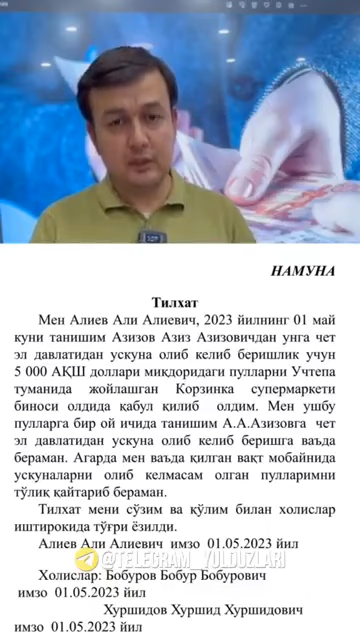 НАМУНА
Тилхат
Мен Алиев Али Алиевич, 2023 йилнинг 01 май
куни танишим Азизов Азиз Азизовичдан унга чет
эл давлатидан ускуна олиб келиб беришлик учун
5 000 АҚШ доллари миқдоридаги пулларни Учтепа
туманида жойлашган Корзинка супермаркети
биноси олдида қабул қилиб олдим. Мен ушбу
пулларга бир ой ичида танишим А.А.Азизовга чет
эл давлатидан ускуна олиб келиб беришга ваъда
бераман. Агарда мен ваъда қилган вақт мобайнида
ускуналарни олиб келмасам олган пулларимни
тўлиқ қайтариб бераман.
Тилхат мени сўзим ва қўлим билан холислар
иштирокида тўғри ёзилди.
Алиев Али Алиевич имзо 01.05.2023 йил
@TELEGRAM_YULDUZLARI
Холислар: Бобуров Бобур Бобурович
имзо 01.05.2023 йил
Хуршидов Хуршид Хуршидович
имзо 01.05.2023 йил